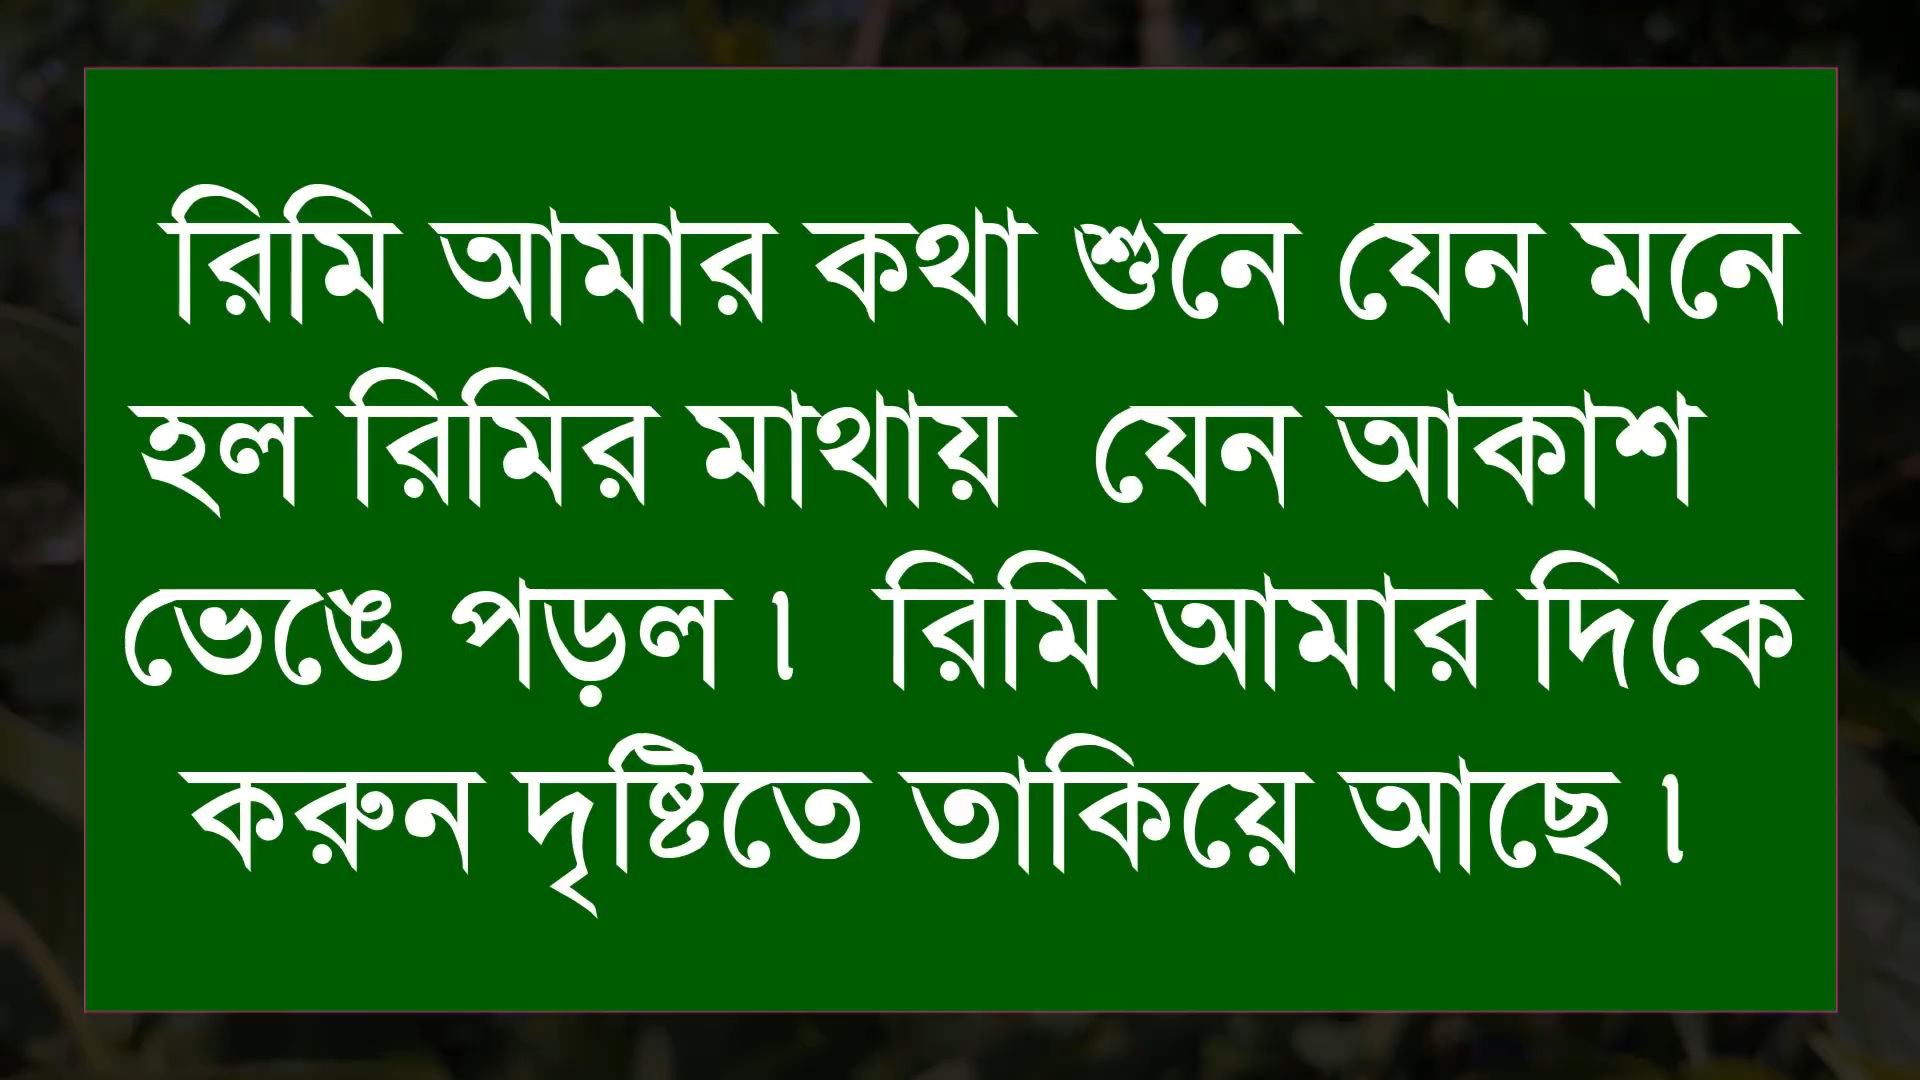 রিমি আমার কথা শুনে যেন মনে
হল রিমির মাথায় যেন আকাশ
ভেঙে পড়ল। রিমি আমার দিকে
করুন দৃষ্টিতে তাকিয়ে আছে।